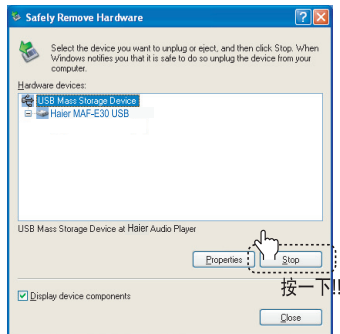 Safely Remove Hardware
Select the device you want to unplug or eject, and then click Stop. When
Windows notifies you that it is safe to do so unplug the device from your
computer.
Hardware devices:
USB Mass Storage Device
Haier MAF-E30 USB
USB Mass Storage Device at Haier Audio Player
Properties
Stop
按一下!!
Display device components
Close